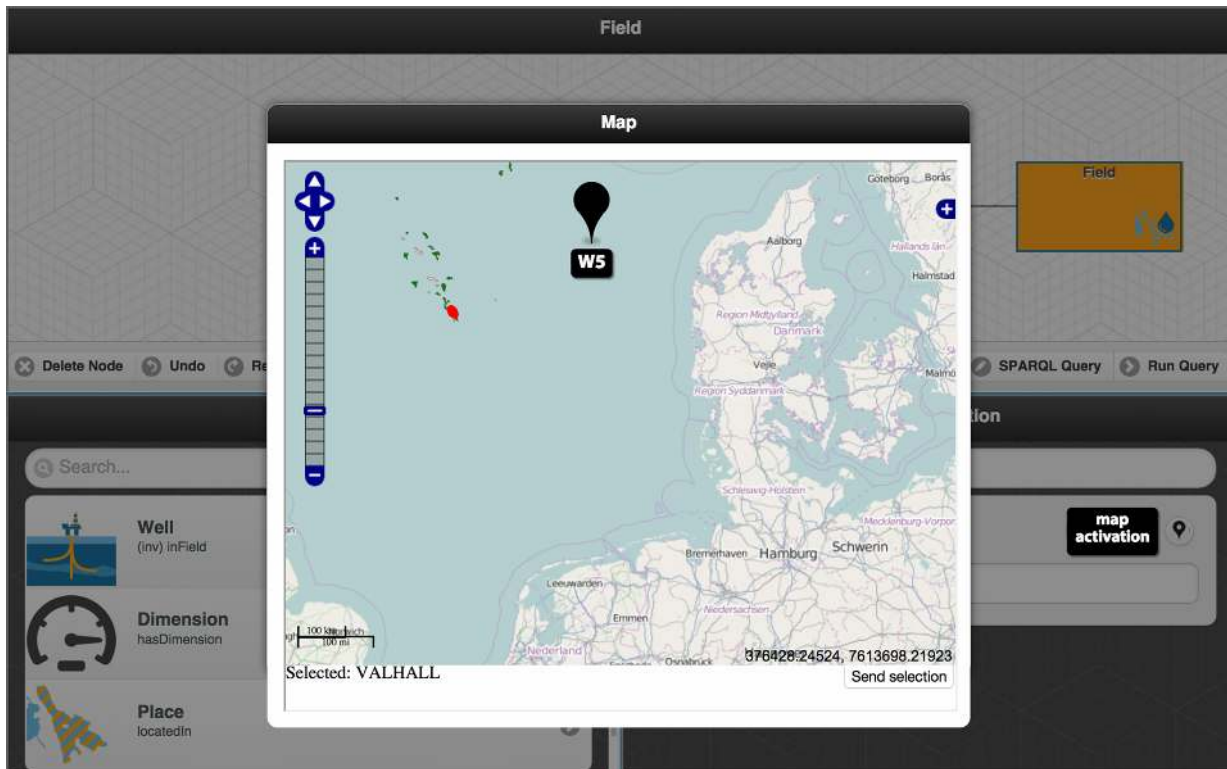 Field
Map
Field
W5
Göteborg
Borås
Aalborg
Hallands län
Halmstad
Region Midtjylland
Danmark
Vejle
Malmö
Region Syddanmark
Delete Node
Undo
SPARQL Query
Run Query
Search...
Well
(inv) inField
Dimension
hasDimension
Place
locatedIn
map
activation
Schleswig-Holstein
Mecklenburg-Vorpor
Bremerhaven
Hamburg
Schwerin
Leeuwarden
Emmen
Niedersachsen
Nederland
Osnabrück
100 km
100 mi
376428.24524, 7613698.21923
Selected: VALHALL
Send selection